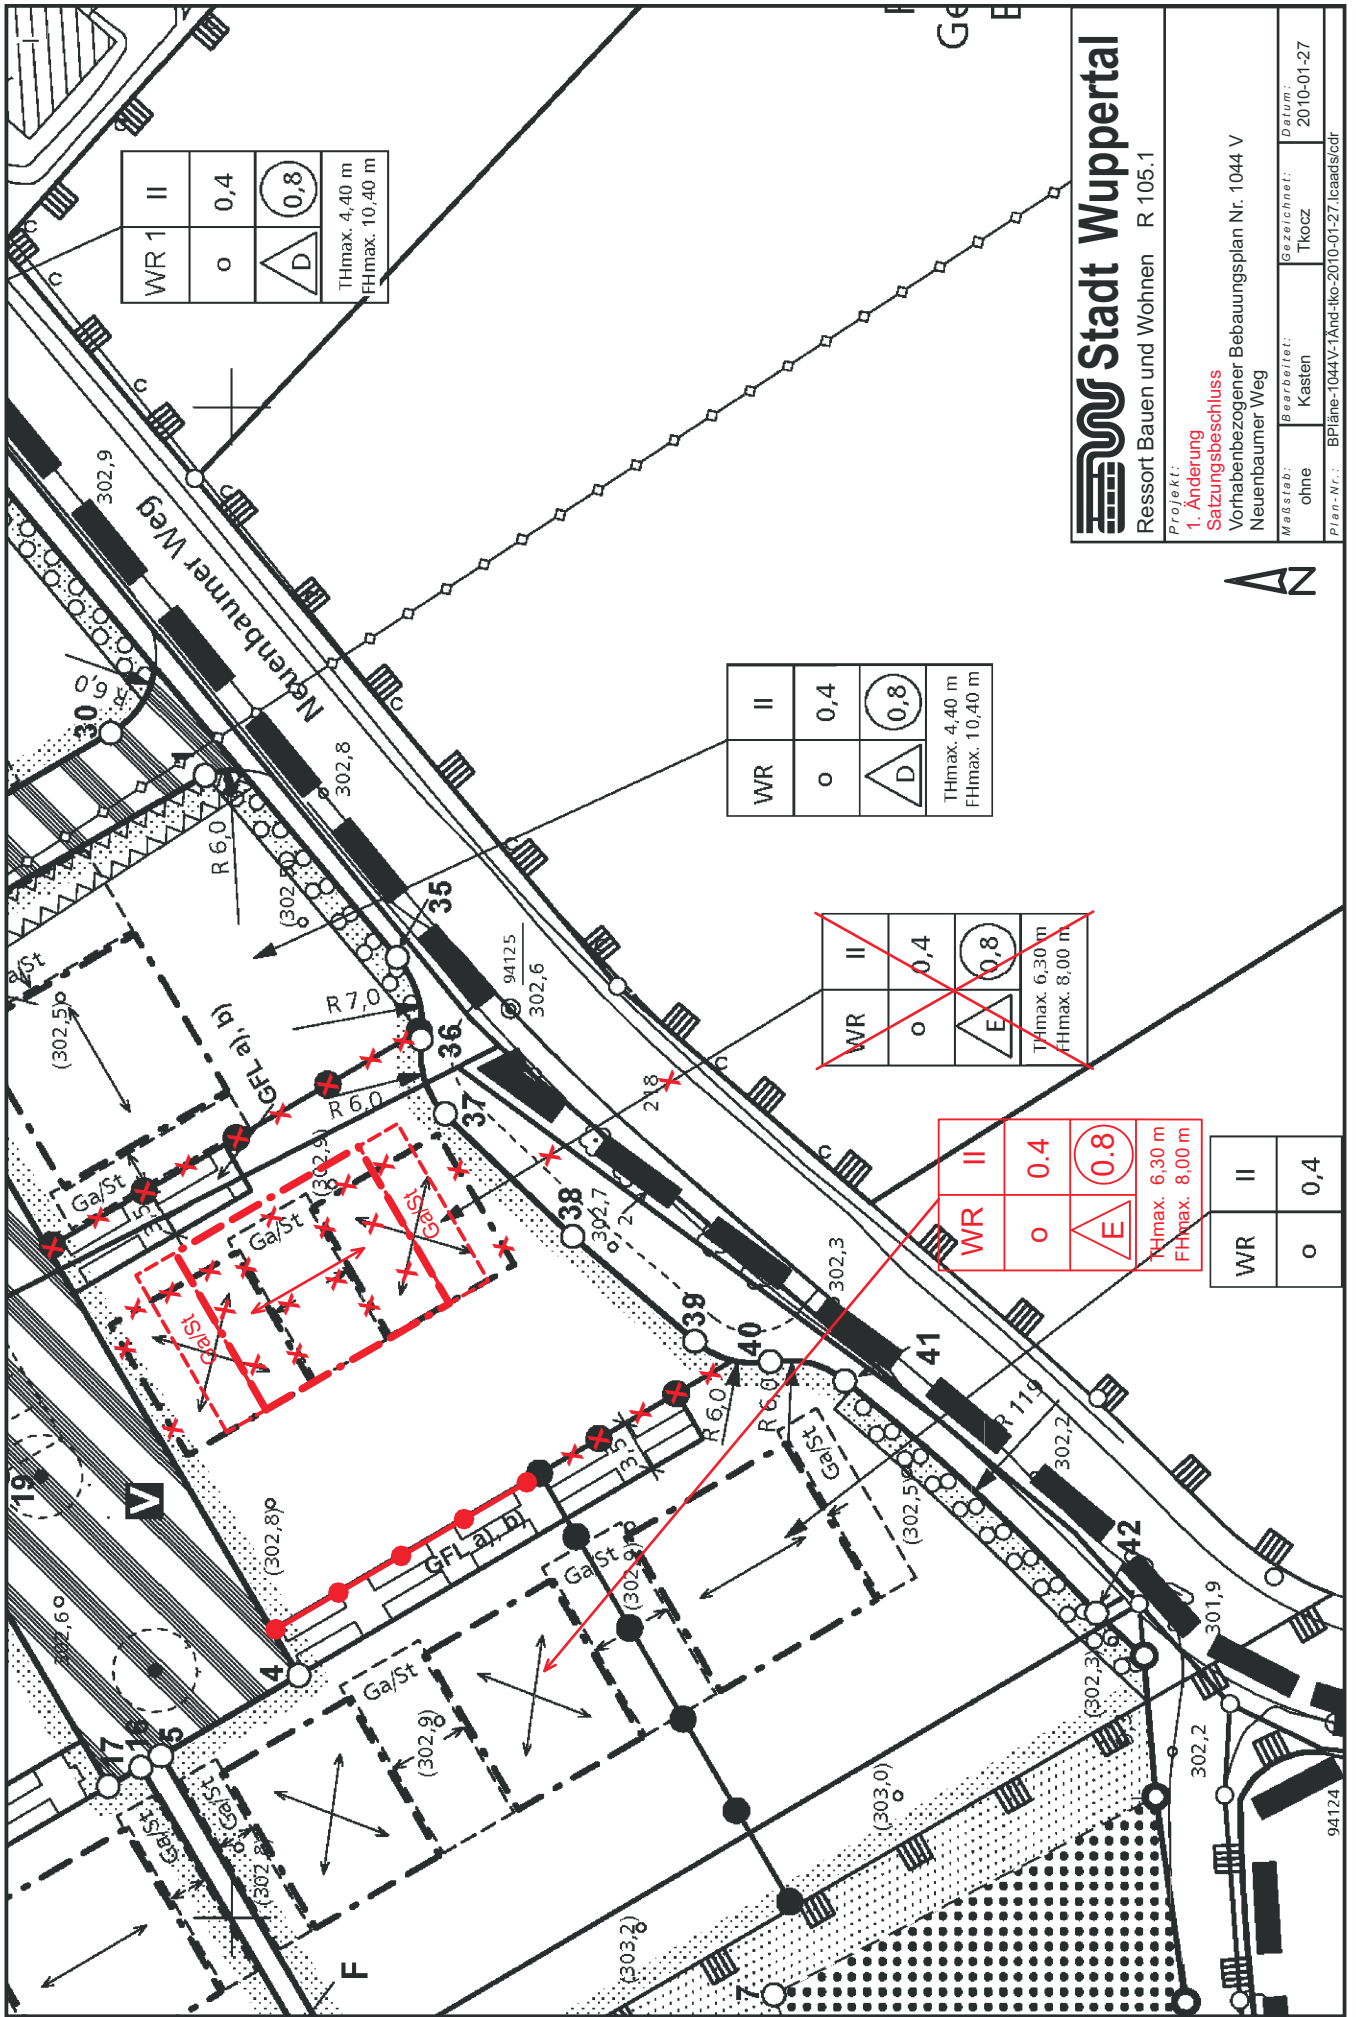 Stadt Wuppertal
Ressort Bauen und Wohnen R 105.1
Projekt:
1. Änderung
Satzungsbeschluss
Vorhabenbezogener Bebauungsplan Nr. 1044 V
Neuenbaumer Weg
Maßstab:
ohne
Bearbeitet:
Kasten
Gezeichnet:
Tkocz
Datum:
2010-01-27
Plan-Nr.: BPläne-1044V-1Änd-tko-2010-01-27.lcaads/cdr
N
Ge
WR 1 II
o 0,4
D 0,8
THmax. 4,40 m
FHmax. 10,40 m
WR II
o 0,4
D 0,8
THmax. 4,40 m
FHmax. 10,40 m
WR II
o 0,4
E 0,8
THmax. 6,30 m
FHmax. 8,00 m
WR II
o 0.4
E 0.8
THmax. 6,30 m
FHmax. 8,00 m
WR II
o 0,4
Neuenbaumer Weg
302,9
302,8
94125
302,6
302,7
302,3
302,2
301,9
302,2
94124
30
1
35
36
37
38
39
40
41
42
6
7
4
5
16
17
19
V
F
R 6,0
R 6,0
R 7,0
R 6,0
R 6,0
R 6,0
R 11,9
(302,5)
(302,5)
(302,9)
(302,8)
(302,9)
(302,5)
(302,9)
(302,3)
(303,0)
(303,2)
302,6
GFL a), b)
GFL a), b)
3,5
3,5
Ga/St
Ga/St
Ga/St
Ga/St
Ga/St
Ga/St
Ga/St
Ga/St
Ga/St
Ga/St
c
c
c
c
c
c
c